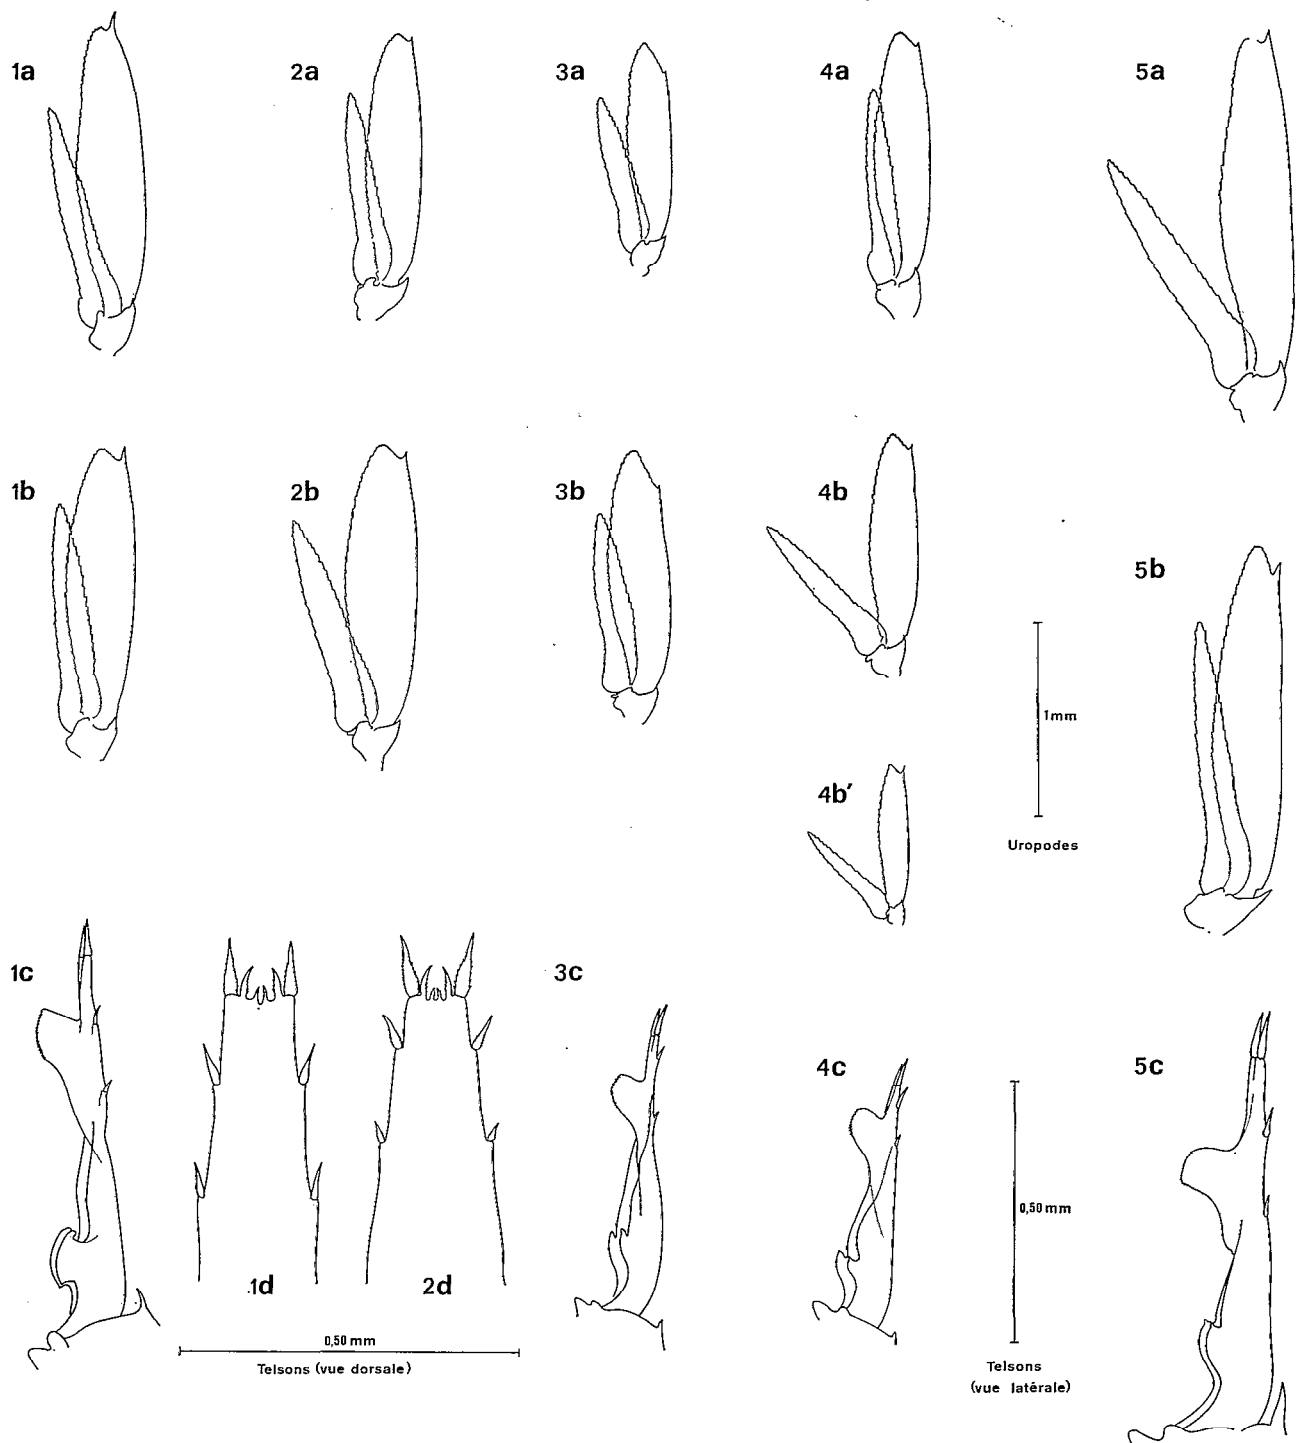 1a
2a
3a
4a
5a
1b
2b
3b
4b
5b
4b′
1mm
Uropodes
1c
3c
4c
5c
0,50 mm
1d
2d
0,50 mm
Telsons (vue dorsale)
Telsons
(vue latérale)